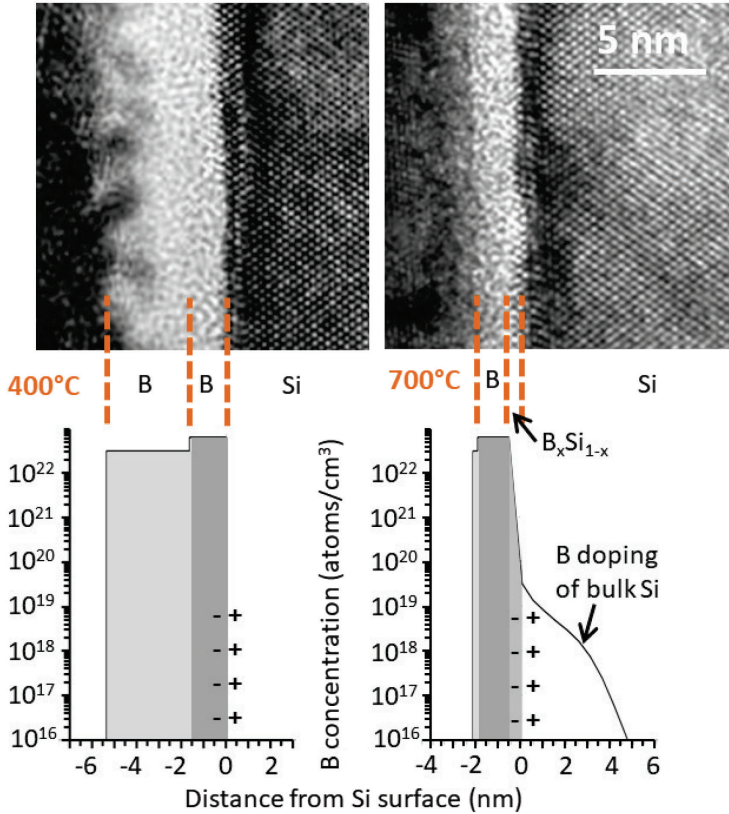 5 nm
400°C
B
B
Si
700°C
B
Si
BₓSi₁₋ₓ
B concentration (atoms/cm³)
10²²
10²¹
10²⁰
10¹⁹
10¹⁸
10¹⁷
10¹⁶
- +
- +
- +
- +
-6 -4 -2 0 2
10²²
10²¹
10²⁰
10¹⁹
10¹⁸
10¹⁷
10¹⁶
B doping
of bulk Si
- +
- +
- +
- +
-4 -2 0 2 4 6
Distance from Si surface (nm)